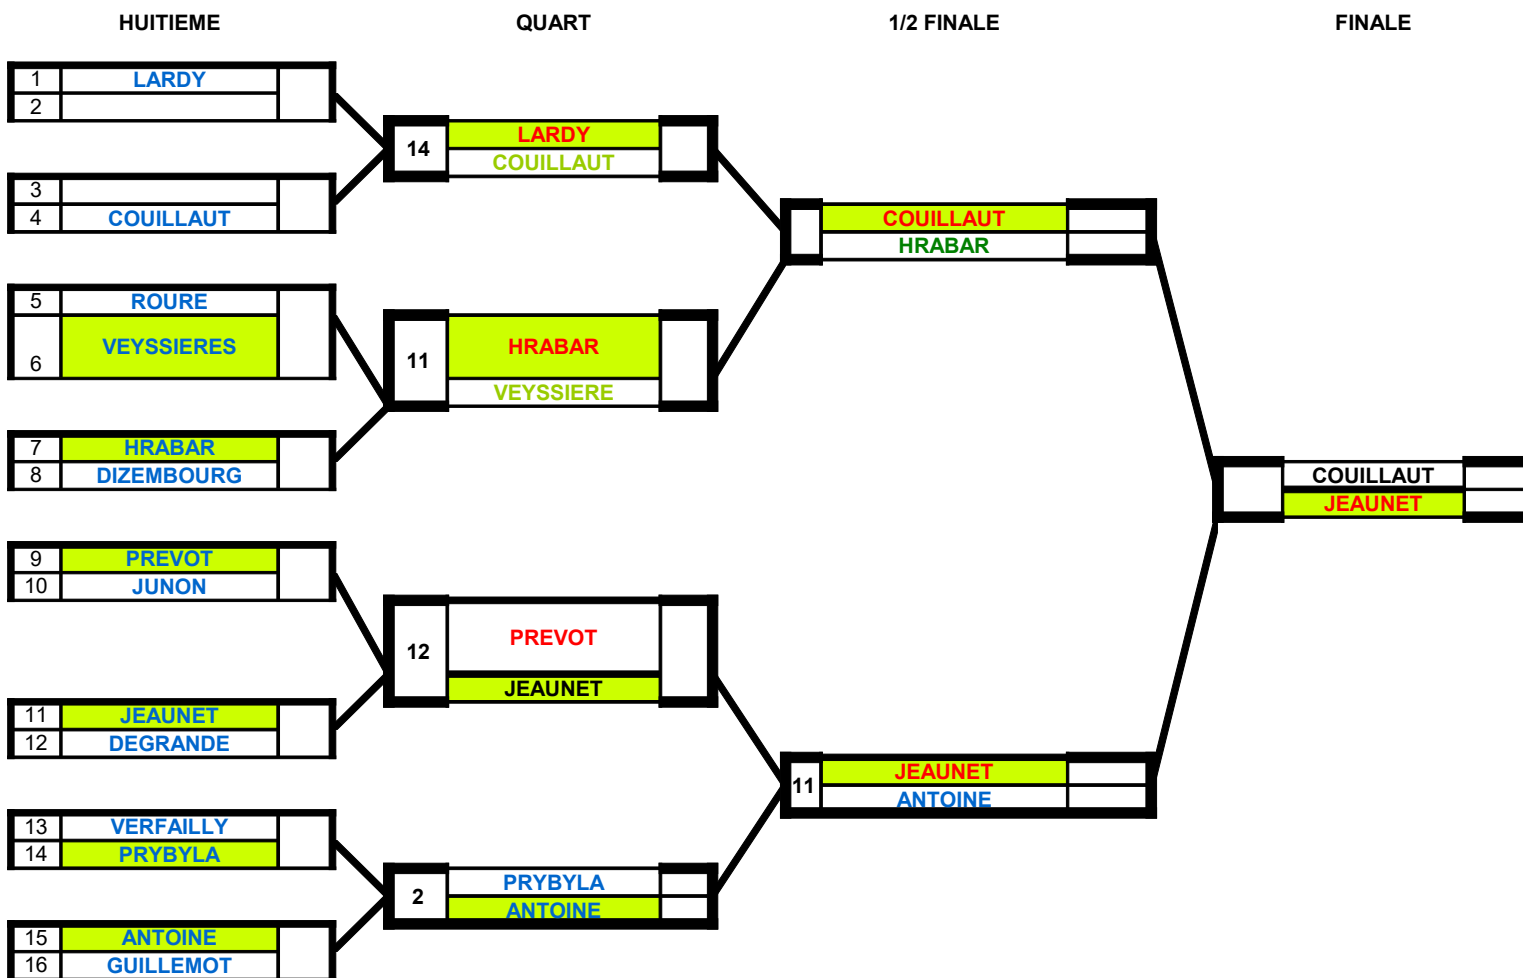 HUITIEME QUART 1/2 FINALE FINALE
1 LARDY
2
3
4 COUILLAUT
5 ROURE
6 VEYSSIERES
7 HRABAR
8 DIZEMBOURG
9 PREVOT
10 JUNON
11 JEAUNET
12 DEGRANDE
13 VERFAILLY
14 PRYBYLA
15 ANTOINE
16 GUILLEMOT
14 LARDY
COUILLAUT
11 HRABAR
VEYSSIERE
12 PREVOT
JEAUNET
2 PRYBYLA
ANTOINE
COUILLAUT
HRABAR
11 JEAUNET
ANTOINE
COUILLAUT
JEAUNET